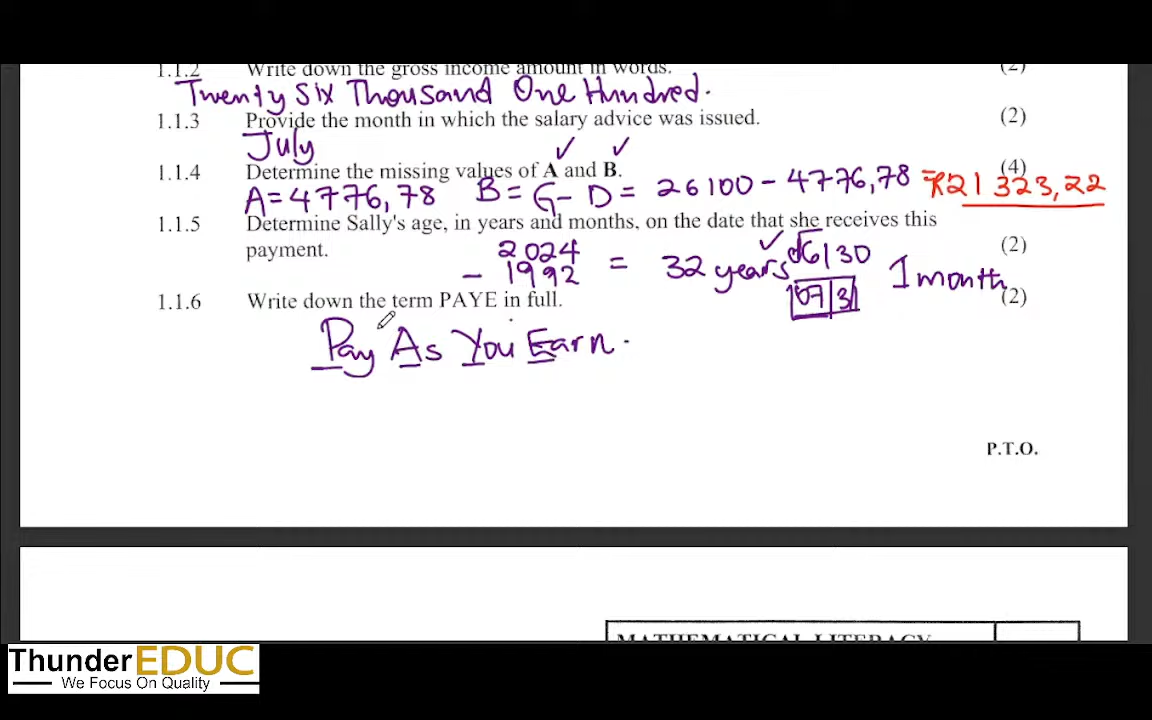 1.1.2 Write down the gross income amount in words. (2)
Twenty Six Thousand One Hundred.
1.1.3 Provide the month in which the salary advice was issued. (2)
July
1.1.4 Determine the missing values of A and B. (4)
A = 4776,78 B = G - D = 26100 - 4776,78 = R21 323,22
1.1.5 Determine Sally's age, in years and months, on the date that she receives this
payment. (2)
2024
- 1992 = 32 years 06/30 1 month
07 31
1.1.6 Write down the term PAYE in full. (2)
Pay As You Earn.
P.T.O.
MATHEMATICAL LITERACY
ThunderEDUC
We Focus On Quality